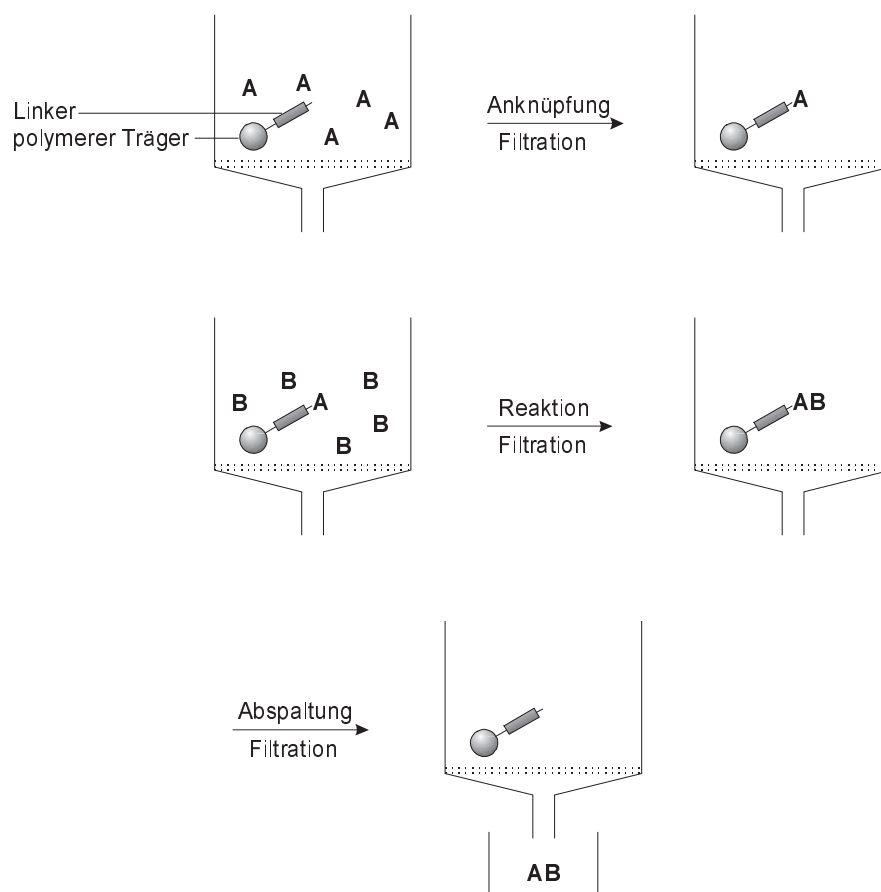 A A A A A
Linker
polymerer Träger
Anknüpfung
Filtration
A
B B B B B A
Reaktion
Filtration
AB
Abspaltung
Filtration
AB